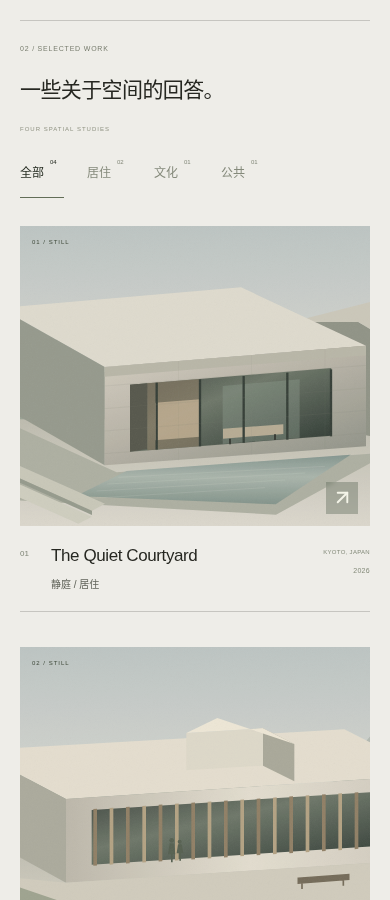 02 / SELECTED WORK
一些关于空间的回答。
FOUR SPATIAL STUDIES
全部 04 居住 02 文化 01 公共 01
01 / STILL
01 The Quiet Courtyard KYOTO, JAPAN
静庭 / 居住 2026
02 / STILL